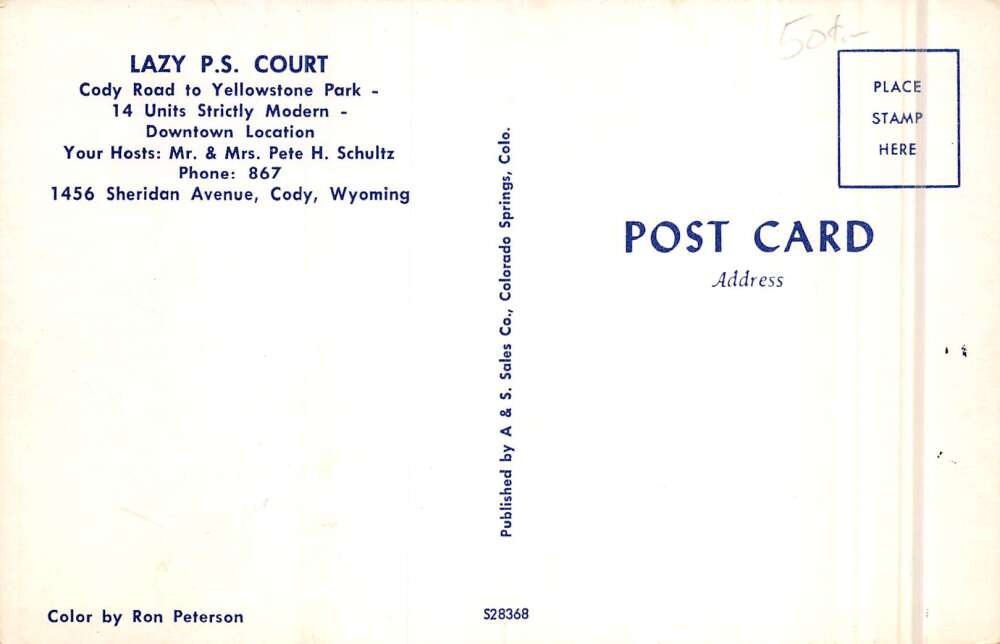 LAZY P.S. COURT
Cody Road to Yellowstone Park -
14 Units Strictly Modern -
Downtown Location
Your Hosts: Mr. & Mrs. Pete H. Schultz
Phone: 867
1456 Sheridan Avenue, Cody, Wyoming
Color by Ron Peterson
Published by A & S. Sales Co., Colorado Springs, Colo.
S28368
50¢
PLACE
STAMP
HERE
POST CARD
Address